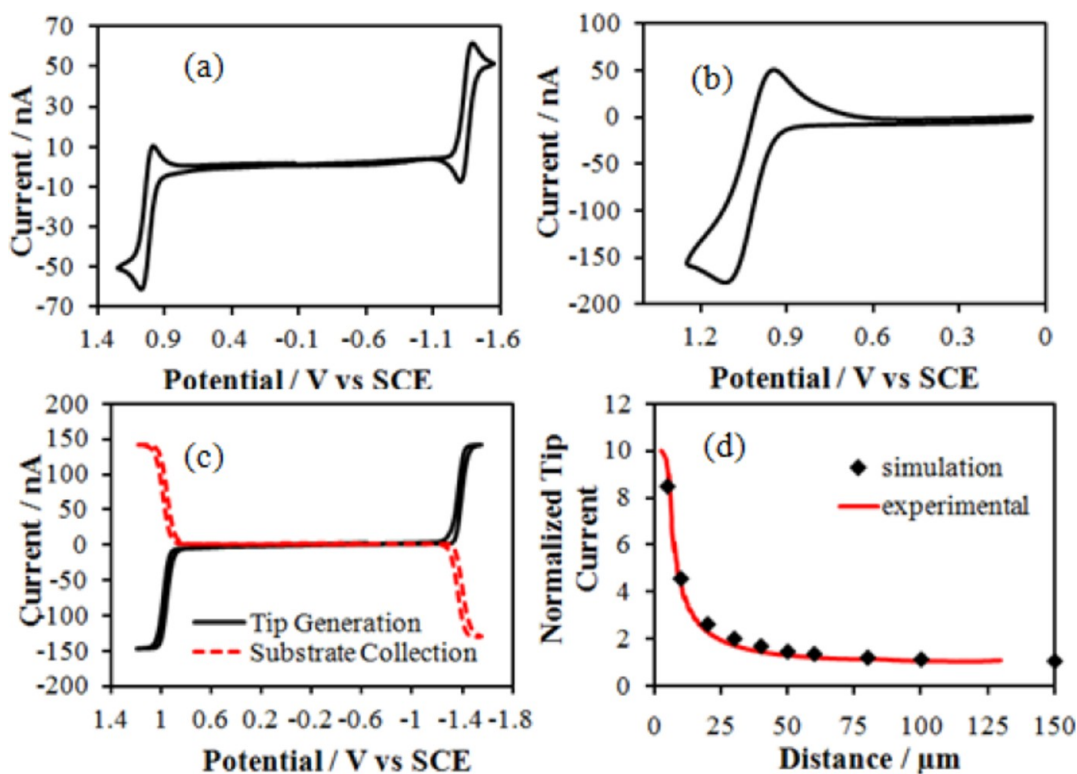 70
50
30
10
-10
-30
-50
-70
Current / nA
(a)
1.4 0.9 0.4 -0.1 -0.6 -1.1 -1.6
Potential / V vs SCE
100
50
0
-50
-100
-150
-200
Current / nA
(b)
1.2 0.9 0.6 0.3 0
Potential / V vs SCE
200
150
100
50
0
-50
-100
-150
-200
Current / nA
(c)
Tip Generation
Substrate Collection
1.4 1 0.6 0.2 -0.2 -0.6 -1 -1.4 -1.8
Potential / V vs SCE
12
10
8
6
4
2
0
Normalized Tip
Current
(d)
simulation
experimental
0 25 50 75 100 125 150
Distance / µm